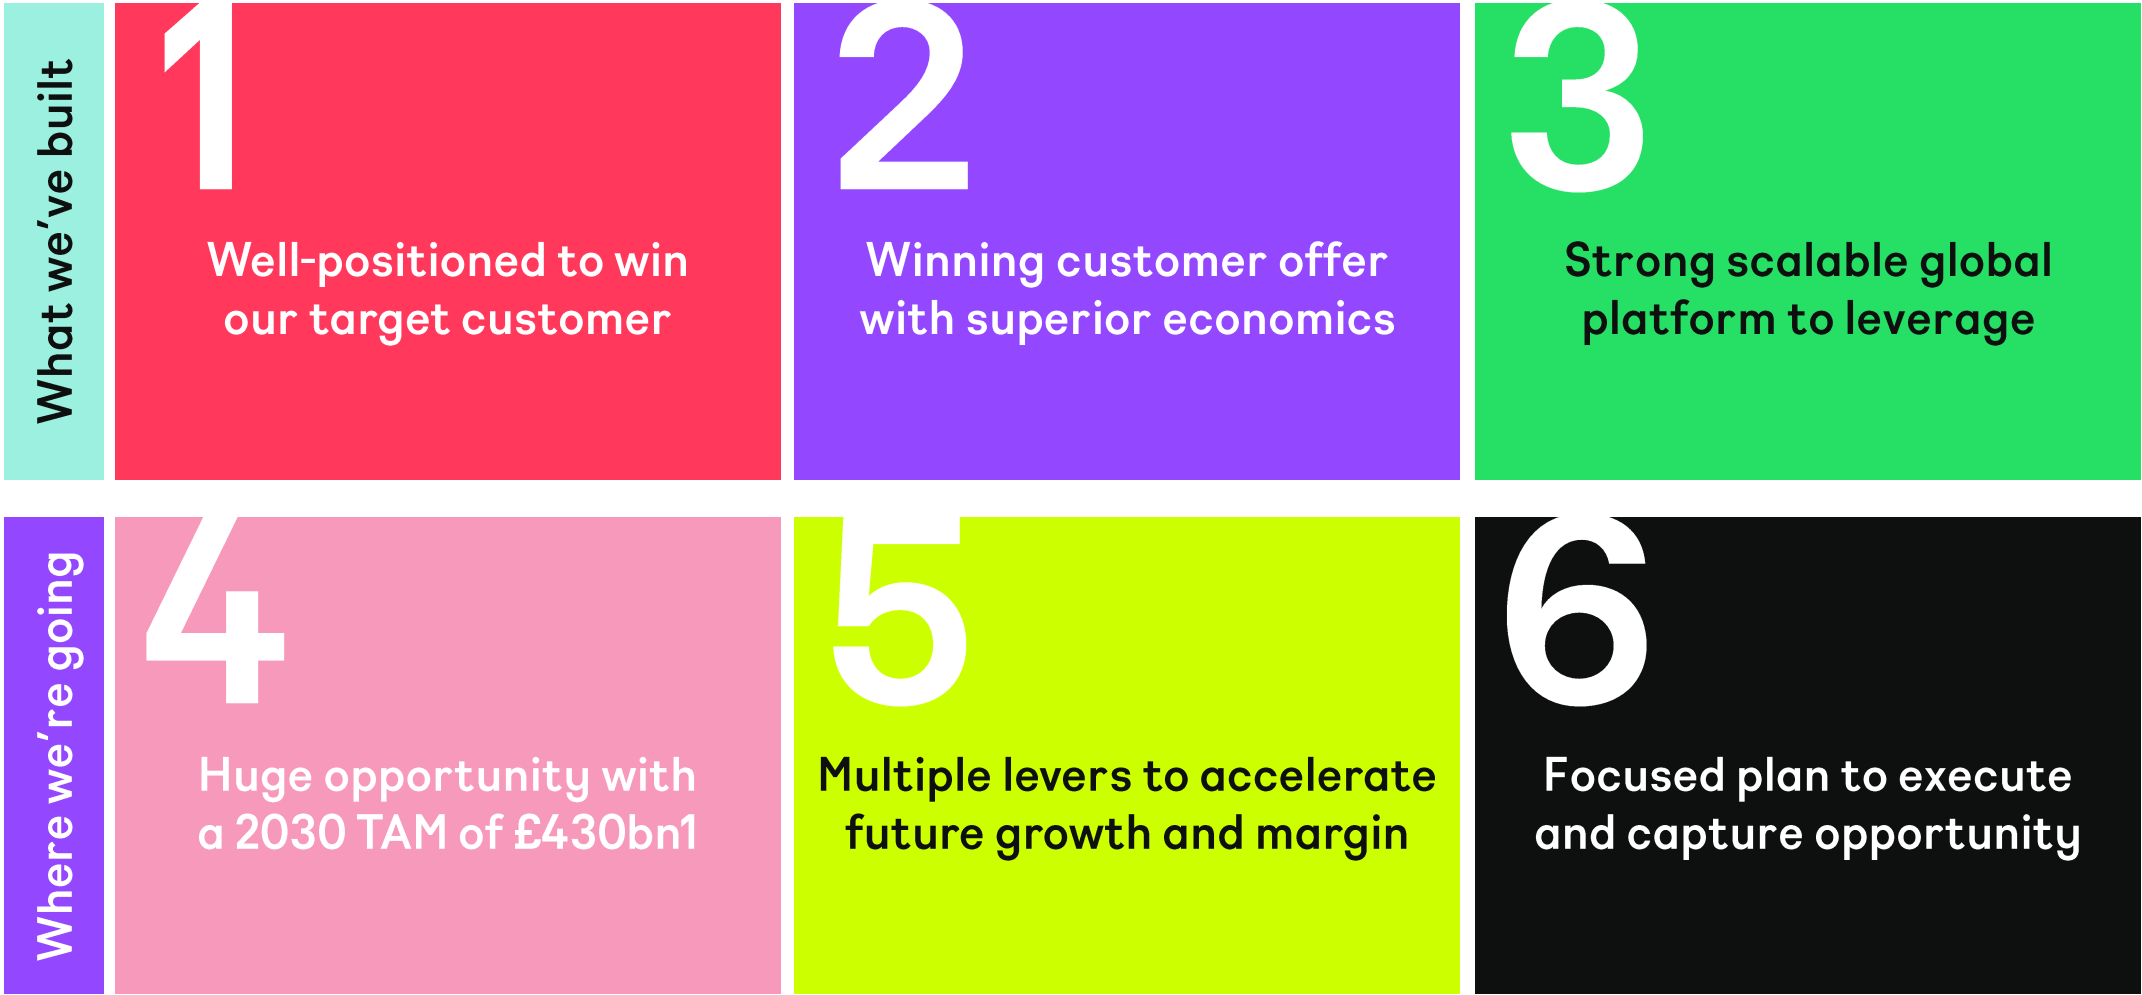 What we've built
1
Well-positioned to win
our target customer
2
Winning customer offer
with superior economics
3
Strong scalable global
platform to leverage
Where we're going
4
Huge opportunity with
a 2030 TAM of £430bn1
5
Multiple levers to accelerate
future growth and margin
6
Focused plan to execute
and capture opportunity